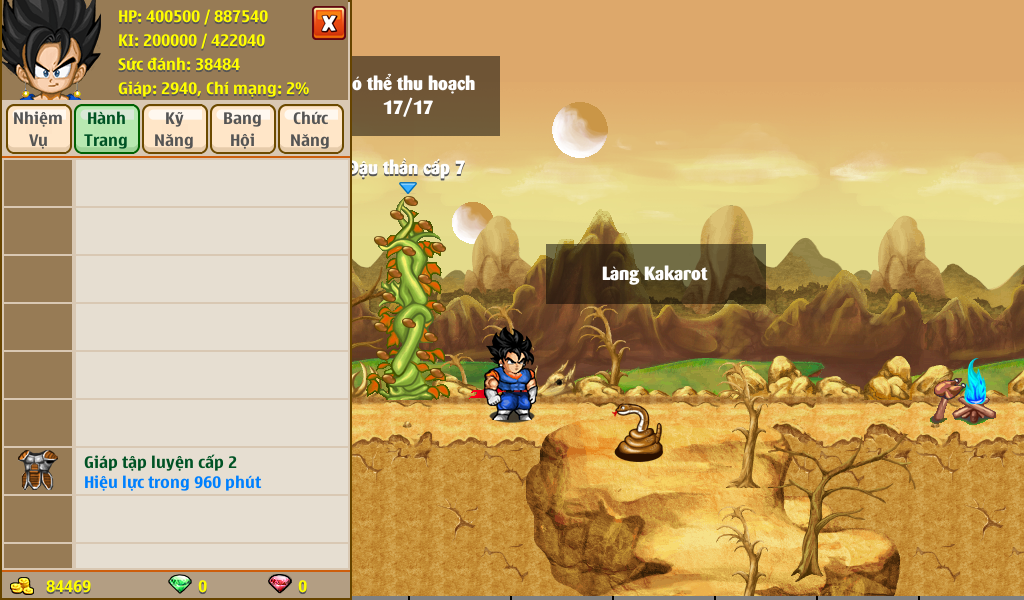 HP: 400500 / 887540
KI: 200000 / 422040
Sức đánh: 38484
Giáp: 2940, Chí mạng: 2%
X
Nhiệm
Vụ
Hành
Trang
Kỹ
Năng
Bang
Hội
Chức
Năng
Giáp tập luyện cấp 2
Hiệu lực trong 960 phút
84469
0
0
ó thể thu hoạch
17/17
Đậu thần cấp 7
Làng Kakarot